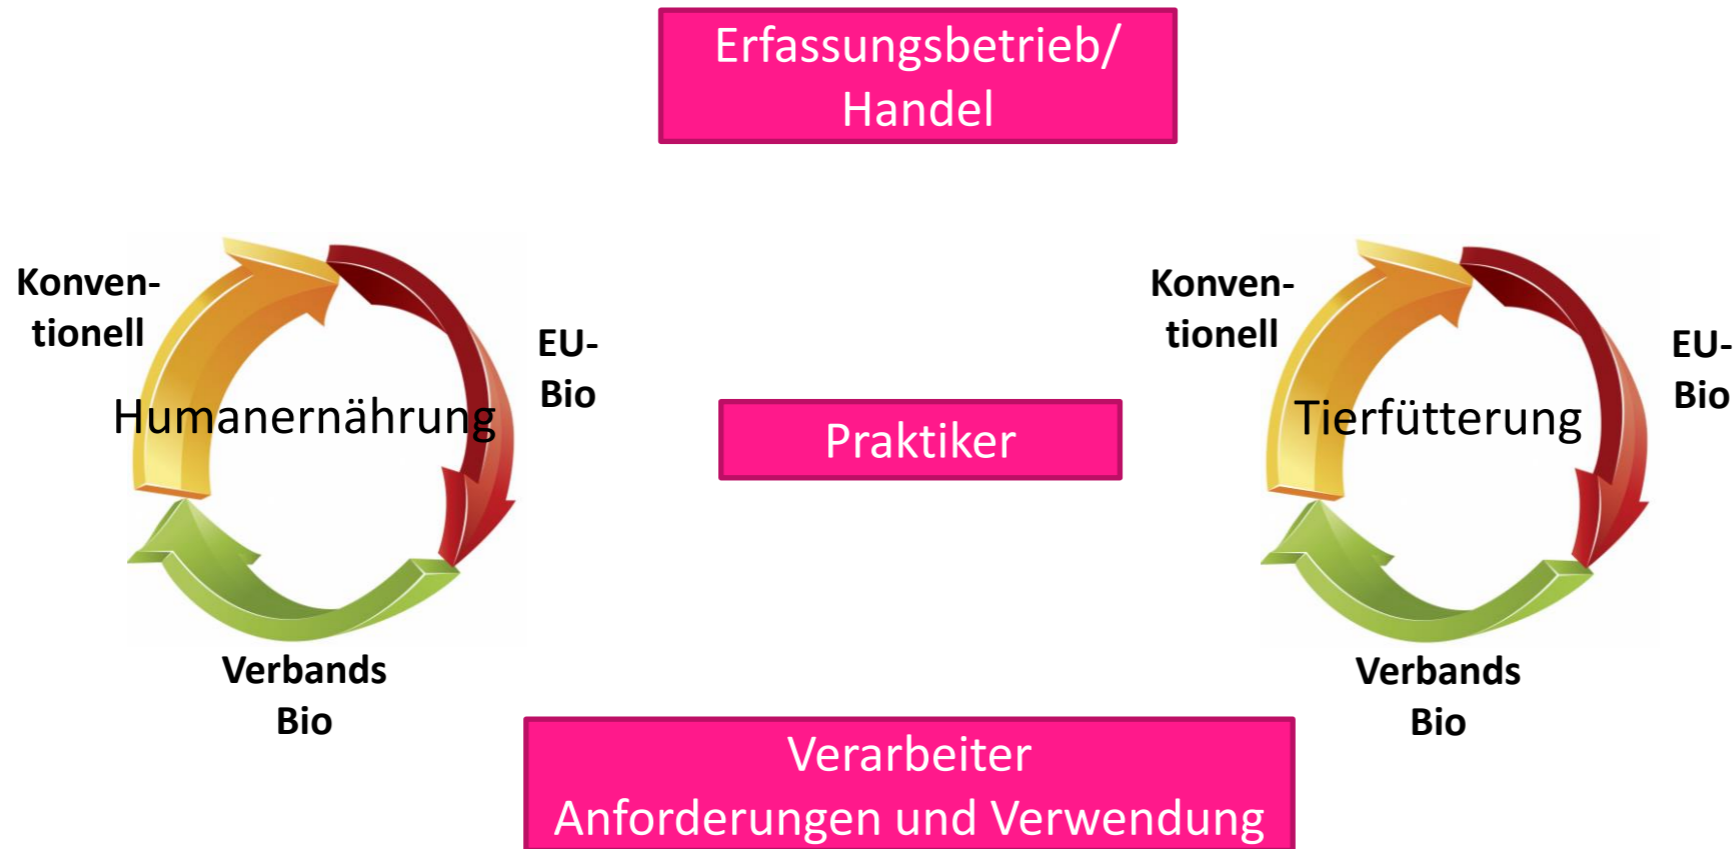 Erfassungsbetrieb/
Handel
Konven-
tionell
EU-
Bio
Humanernährung
Verbands
Bio
Praktiker
Konven-
tionell
EU-
Bio
Tierfütterung
Verbands
Bio
Verarbeiter
Anforderungen und Verwendung